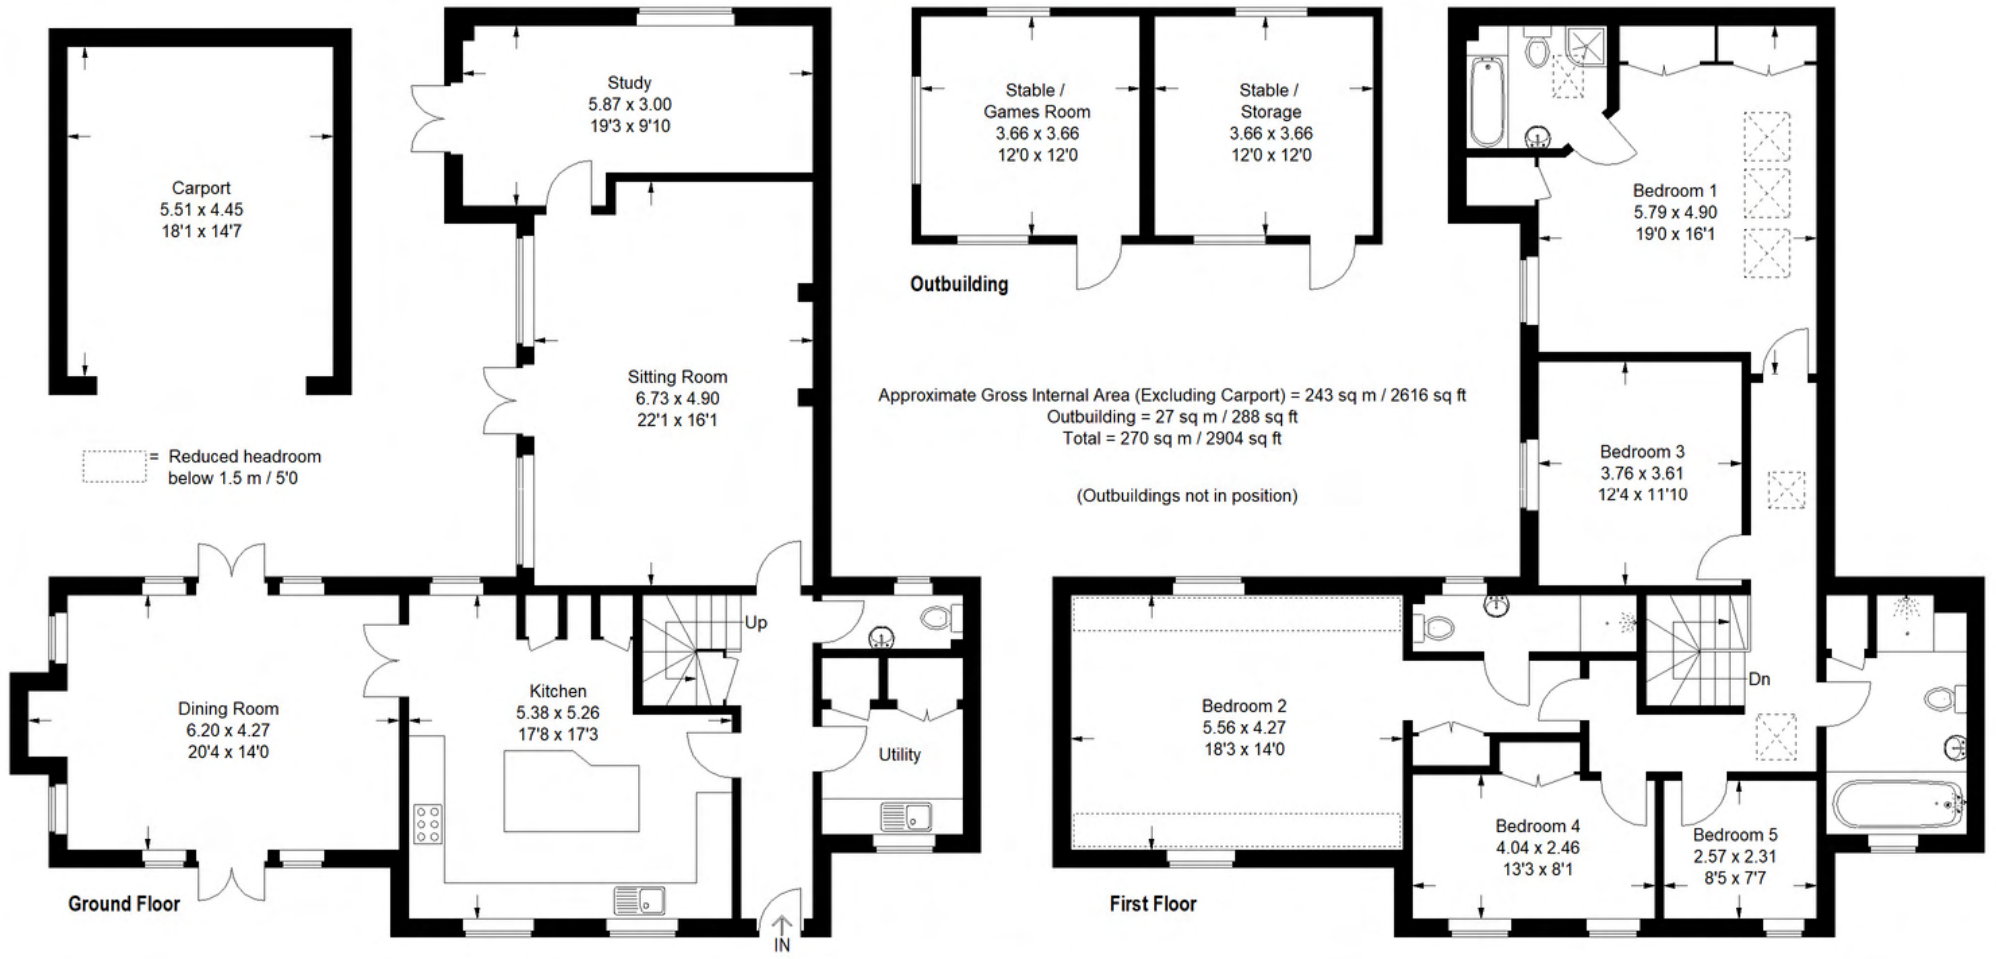 Carport
5.51 x 4.45
18'1 x 14'7
= Reduced headroom
below 1.5 m / 5'0
Study
5.87 x 3.00
19'3 x 9'10
Sitting Room
6.73 x 4.90
22'1 x 16'1
Up
Dining Room
6.20 x 4.27
20'4 x 14'0
Kitchen
5.38 x 5.26
17'8 x 17'3
Utility
IN
Ground Floor
Stable /
Games Room
3.66 x 3.66
12'0 x 12'0
Stable /
Storage
3.66 x 3.66
12'0 x 12'0
Outbuilding
Approximate Gross Internal Area (Excluding Carport) = 243 sq m / 2616 sq ft
Outbuilding = 27 sq m / 288 sq ft
Total = 270 sq m / 2904 sq ft
(Outbuildings not in position)
Bedroom 1
5.79 x 4.90
19'0 x 16'1
Bedroom 3
3.76 x 3.61
12'4 x 11'10
Dn
Bedroom 2
5.56 x 4.27
18'3 x 14'0
Bedroom 4
4.04 x 2.46
13'3 x 8'1
Bedroom 5
2.57 x 2.31
8'5 x 7'7
First Floor